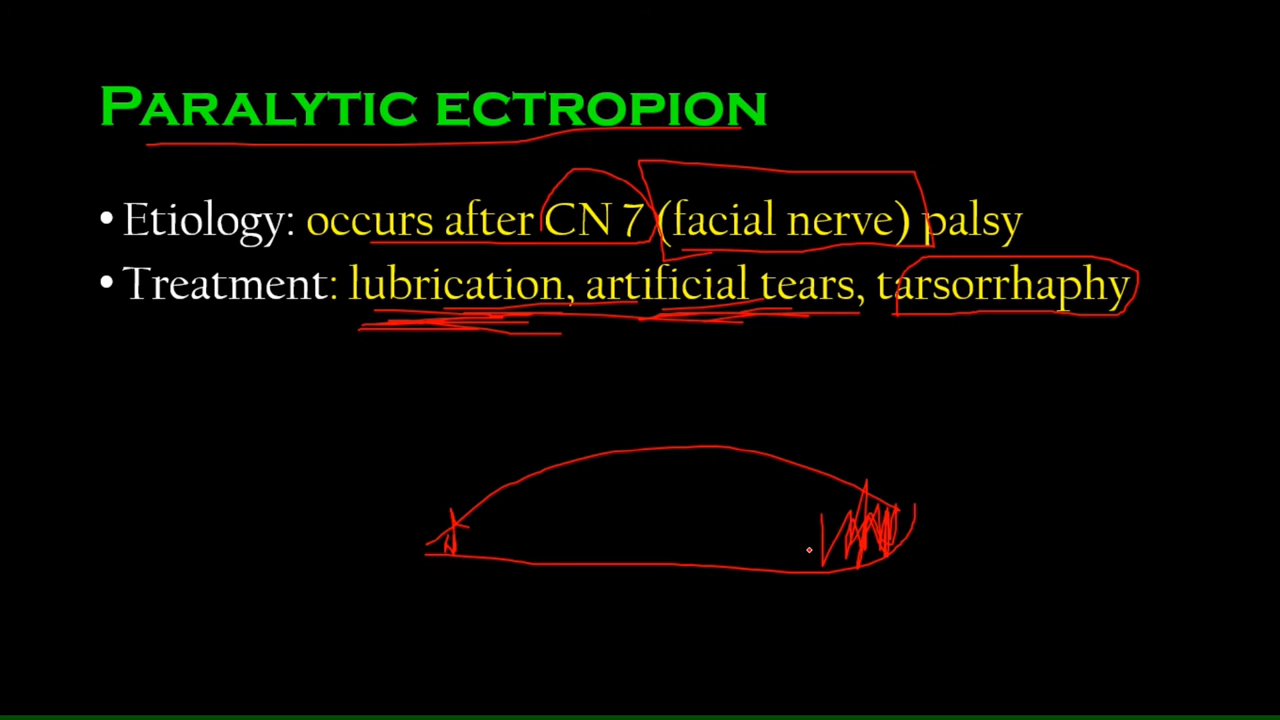 PARALYTIC ECTROPION
• Etiology: occurs after CN 7 (facial nerve) palsy
• Treatment: lubrication, artificial tears, tarsorrhaphy